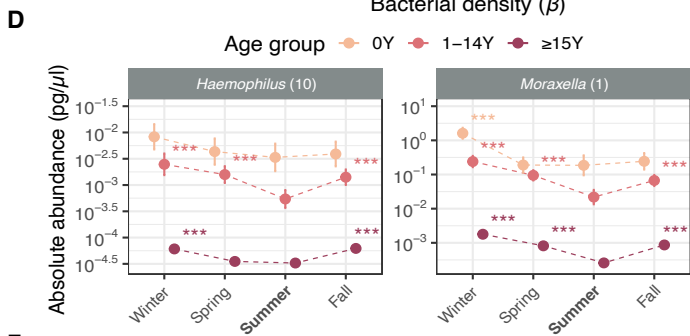 Bacterial density (β)
D
Age group 0Y 1–14Y ≥15Y
Absolute abundance (pg/μl)
Haemophilus (10)
10^−1.5
10^−2
10^−2.5
10^−3
10^−3.5
10^−4
10^−4.5
***
***
***
***
***
Winter
Spring
Summer
Fall
Moraxella (1)
10^1
10^0
10^−1
10^−2
10^−3
***
***
***
***
***
***
***
Winter
Spring
Summer
Fall